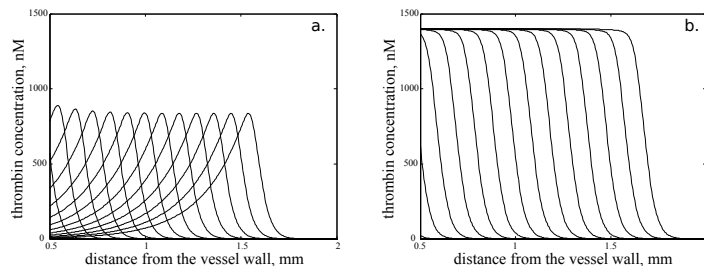 a.
1500
1000
500
0
thrombin concentration, nM
0.5
1
1.5
2
distance from the vessel wall, mm
b.
1500
1000
500
0
thrombin concentration, nM
0.5
1
1.5
distance from the vessel wall, mm